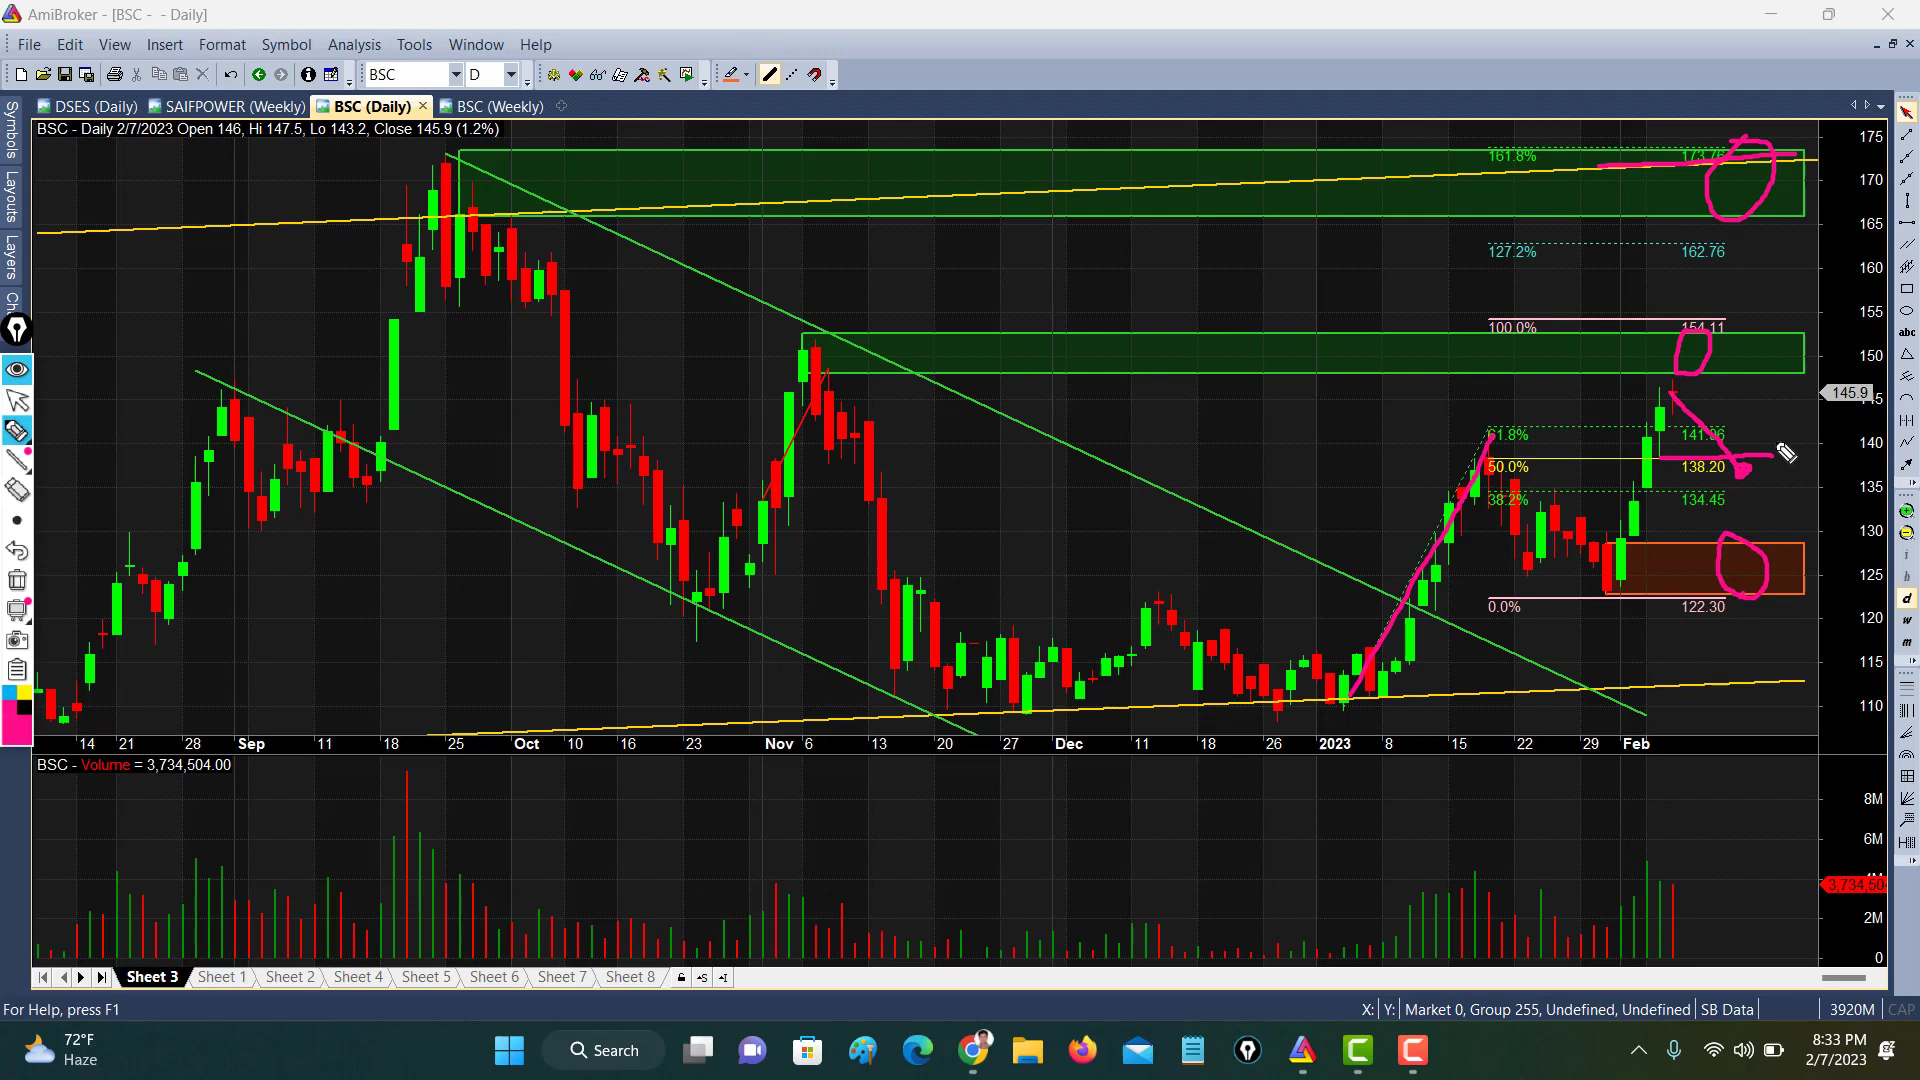 AmiBroker - [BSC - - Daily]
File Edit View Insert Format Symbol Analysis Tools Window Help
BSC D
DSES (Daily) SAIFPOWER (Weekly) BSC (Daily) BSC (Weekly)
Symbols
Layouts
Layers
BSC - Daily 2/7/2023 Open 146, Hi 147.5, Lo 143.2, Close 145.9 (1.2%)
175
161.8% 173.76
170
165
127.2% 162.76
160
155
100.0% 154.11
150
145.9
140
61.8% 141.96
50.0% 138.20
135
38.2% 134.45
130
125
0.0% 122.30
120
115
110
14 21 28 Sep 11 18 25 Oct 10 16 23 Nov 6 13 20 27 Dec 11 18 26 2023 8 15 22 29 Feb
BSC - Volume = 3,734,504.00
8M
6M
3,734,504
2M
0
abc
i
h
d
w
m
Sheet 3 Sheet 1 Sheet 2 Sheet 4 Sheet 5 Sheet 6 Sheet 7 Sheet 8
For Help, press F1
X: Y: Market 0, Group 255, Undefined, Undefined SB Data 3920M CAP
72°F
Haze
Search
8:33 PM
2/7/2023